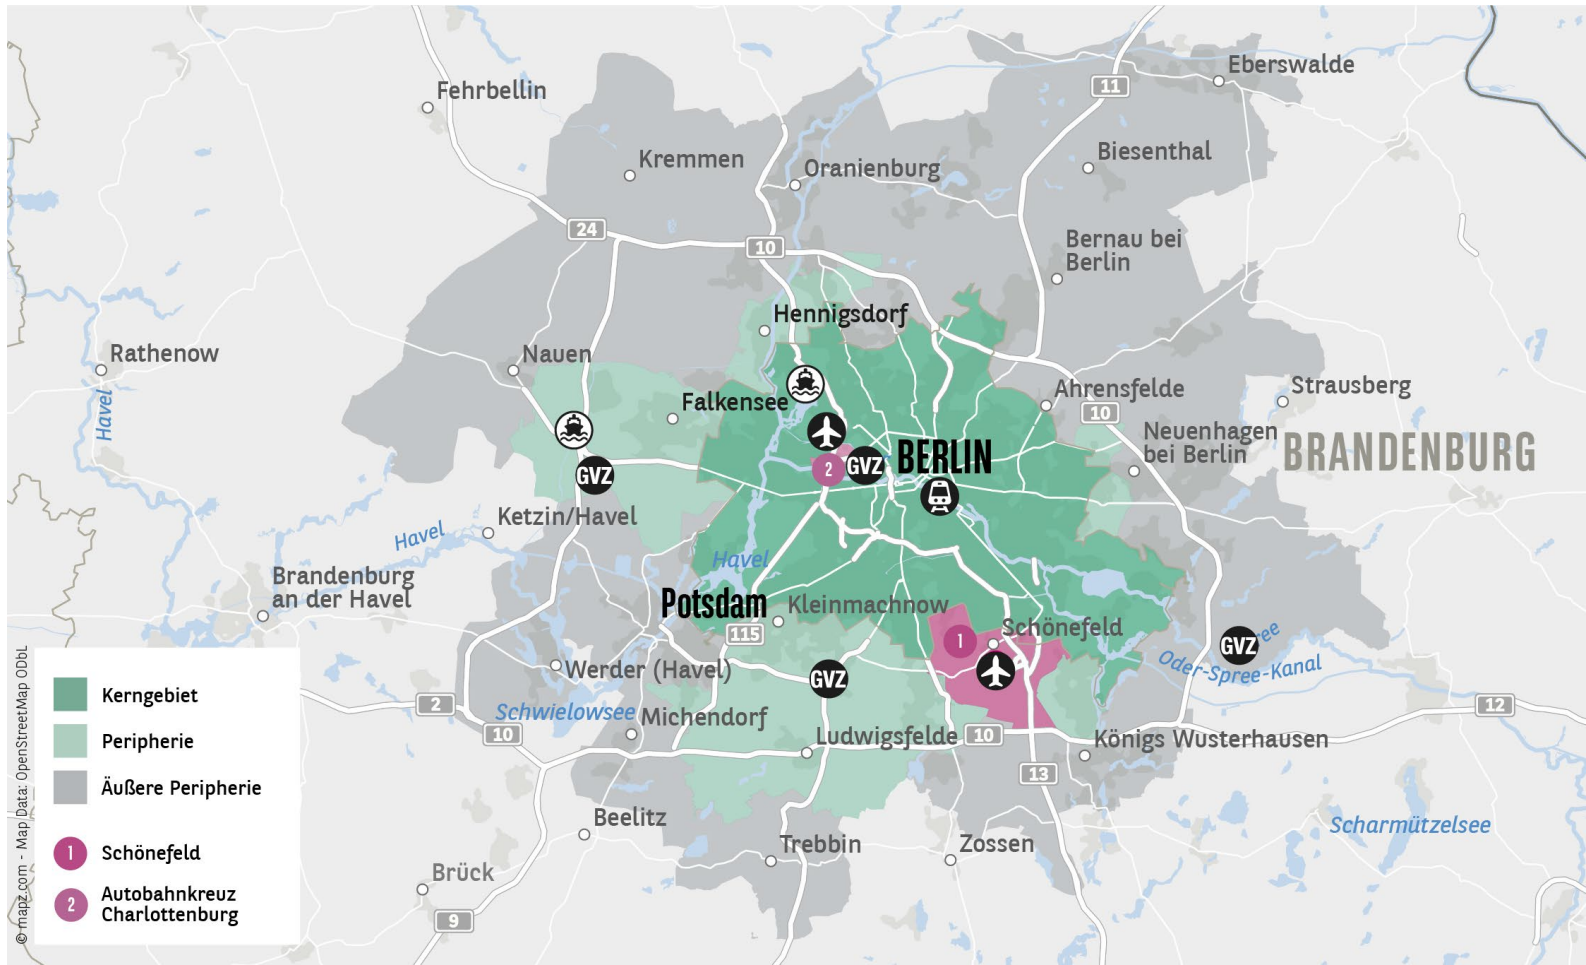 Eberswalde
11
Fehrbellin
Biesenthal
Kremmen
Oranienburg
24
10
Bernau bei
Berlin
Hennigsdorf
Rathenow
Nauen
Ahrensfelde
Strausberg
Havel
Falkensee
10
Neuenhagen
bei Berlin
BRANDENBURG
BERLIN
2
GVZ
GVZ
Ketzin/Havel
Havel
Havel
Brandenburg
an der Havel
Potsdam
Kleinmachnow
115
1
Schönefeld
GVZ
ree
Oder-Spree-Kanal
Werder (Havel)
GVZ
2
Schwielowsee
Michendorf
10
Ludwigsfelde
10
Königs Wusterhausen
12
13
Beelitz
Trebbin
Zossen
Scharmützelsee
Brück
9
Kerngebiet
Peripherie
Äußere Peripherie
1 Schönefeld
2 Autobahnkreuz
Charlottenburg
© mapz.com - Map Data: OpenStreetMap ODbL